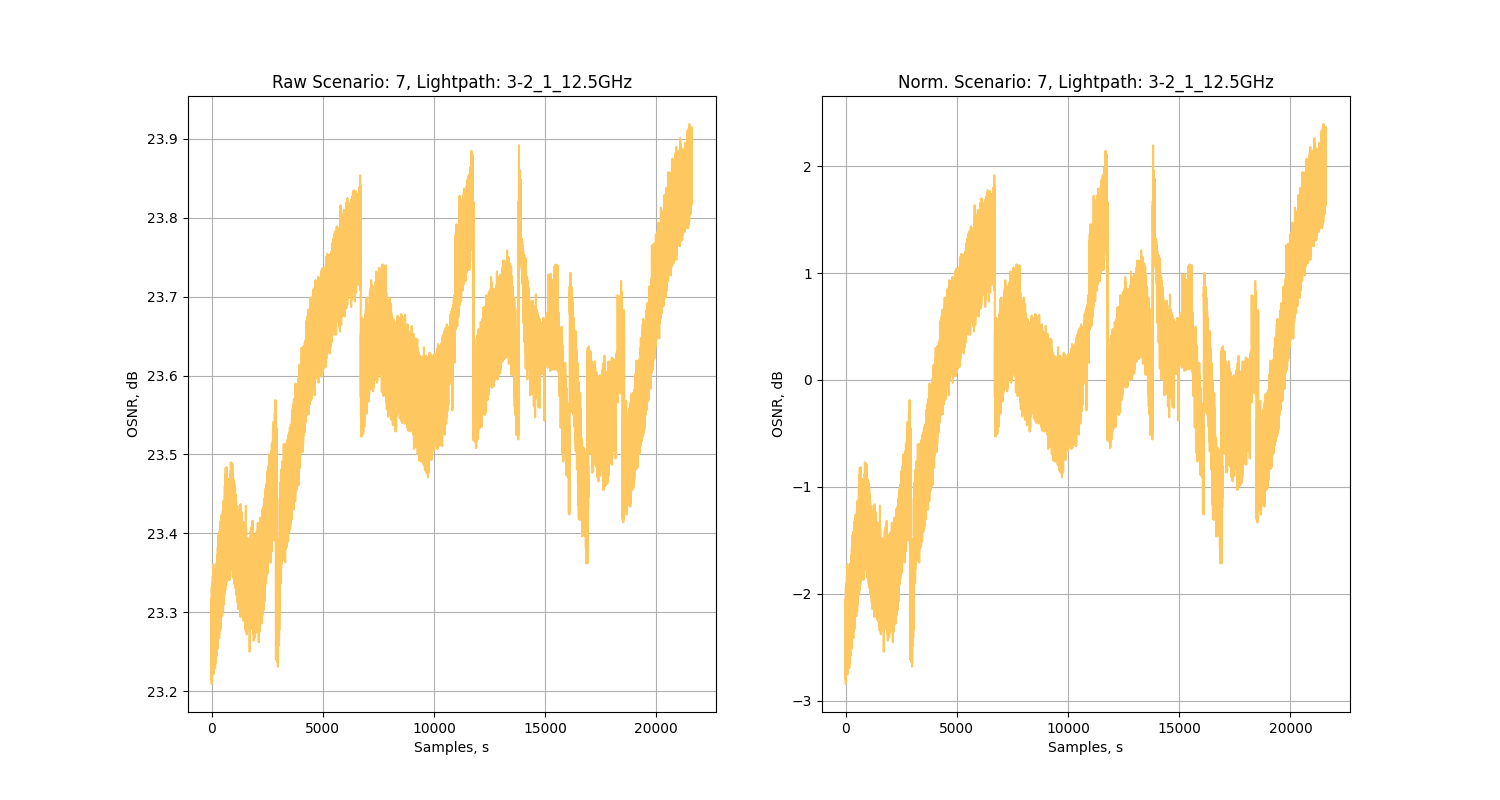 Raw Scenario: 7, Lightpath: 3-2_1_12.5GHz
OSNR, dB
23.9
23.8
23.7
23.6
23.5
23.4
23.3
23.2
0 5000 10000 15000 20000
Samples, s
Norm. Scenario: 7, Lightpath: 3-2_1_12.5GHz
OSNR, dB
2
1
0
−1
−2
−3
0 5000 10000 15000 20000
Samples, s